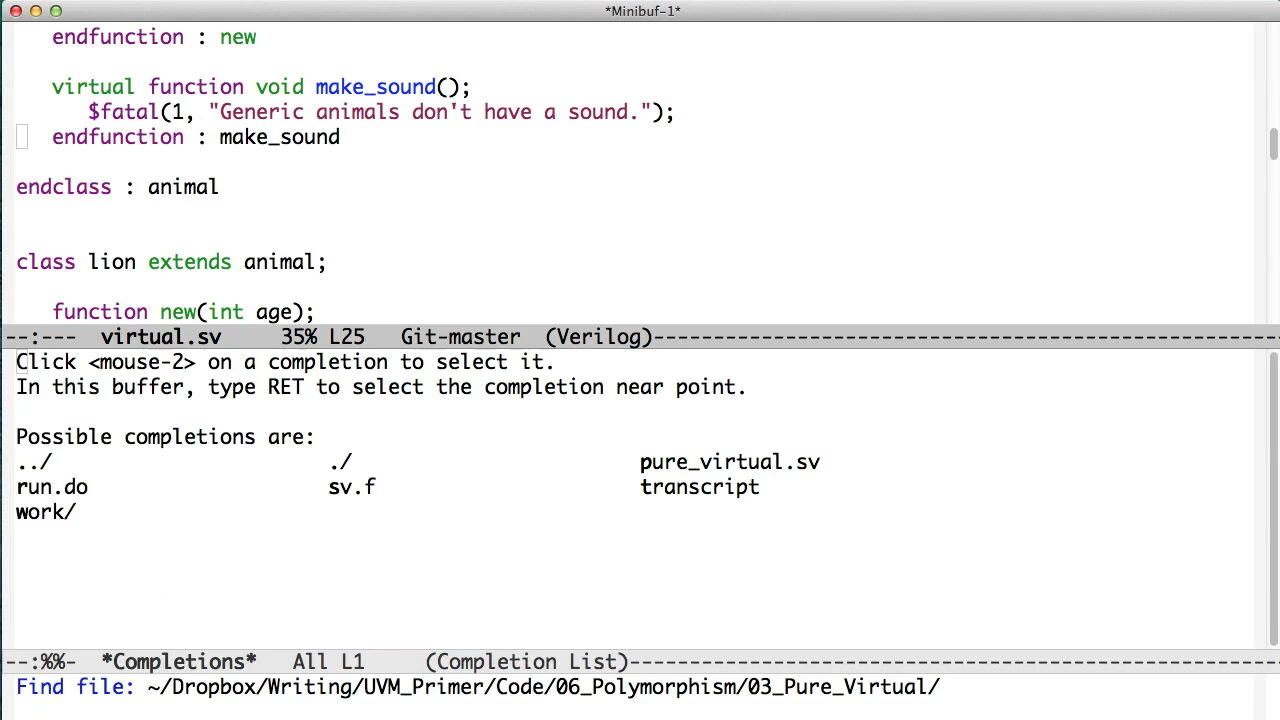 *Minibuf-1*
endfunction : new
virtual function void make_sound();
$fatal(1, "Generic animals don't have a sound.");
endfunction : make_sound
endclass : animal
class lion extends animal;
function new(int age);
--:--- virtual.sv 35% L25 Git-master (Verilog)----------------------------------------------------
Click <mouse-2> on a completion to select it.
In this buffer, type RET to select the completion near point.
Possible completions are:
../ ./ pure_virtual.sv
run.do sv.f transcript
work/
--:%%- *Completions* All L1 (Completion List)------------------------------------------------------
Find file: ~/Dropbox/Writing/UVM_Primer/Code/06_Polymorphism/03_Pure_Virtual/